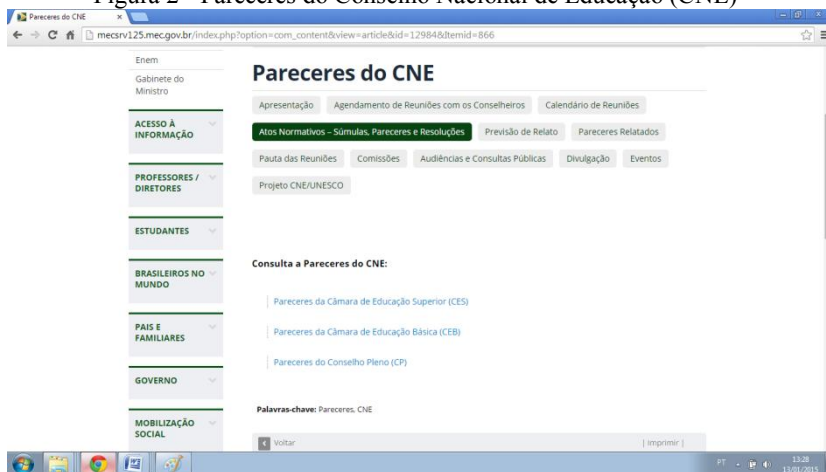 Figura 2 - Pareceres do Conselho Nacional de Educação (CNE)
Pareceres do CNE
mecsrv125.mec.gov.br/index.php?option=com_content&view=article&id=12984&Itemid=866
Enem
Gabinete do
Ministro
ACESSO À
INFORMAÇÃO
PROFESSORES /
DIRETORES
ESTUDANTES
BRASILEIROS NO
MUNDO
PAIS E
FAMILIARES
GOVERNO
MOBILIZAÇÃO
SOCIAL
Pareceres do CNE
Apresentação Agendamento de Reuniões com os Conselheiros Calendário de Reuniões
Atos Normativos – Súmulas, Pareceres e Resoluções Previsão de Relato Pareceres Relatados
Pauta das Reuniões Comissões Audiências e Consultas Públicas Divulgação Eventos
Projeto CNE/UNESCO
Consulta a Pareceres do CNE:
Pareceres da Câmara de Educação Superior (CES)
Pareceres da Câmara de Educação Básica (CEB)
Pareceres do Conselho Pleno (CP)
Palavras-chave: Pareceres, CNE
Voltar | imprimir |
PT 13:28
13/01/2015